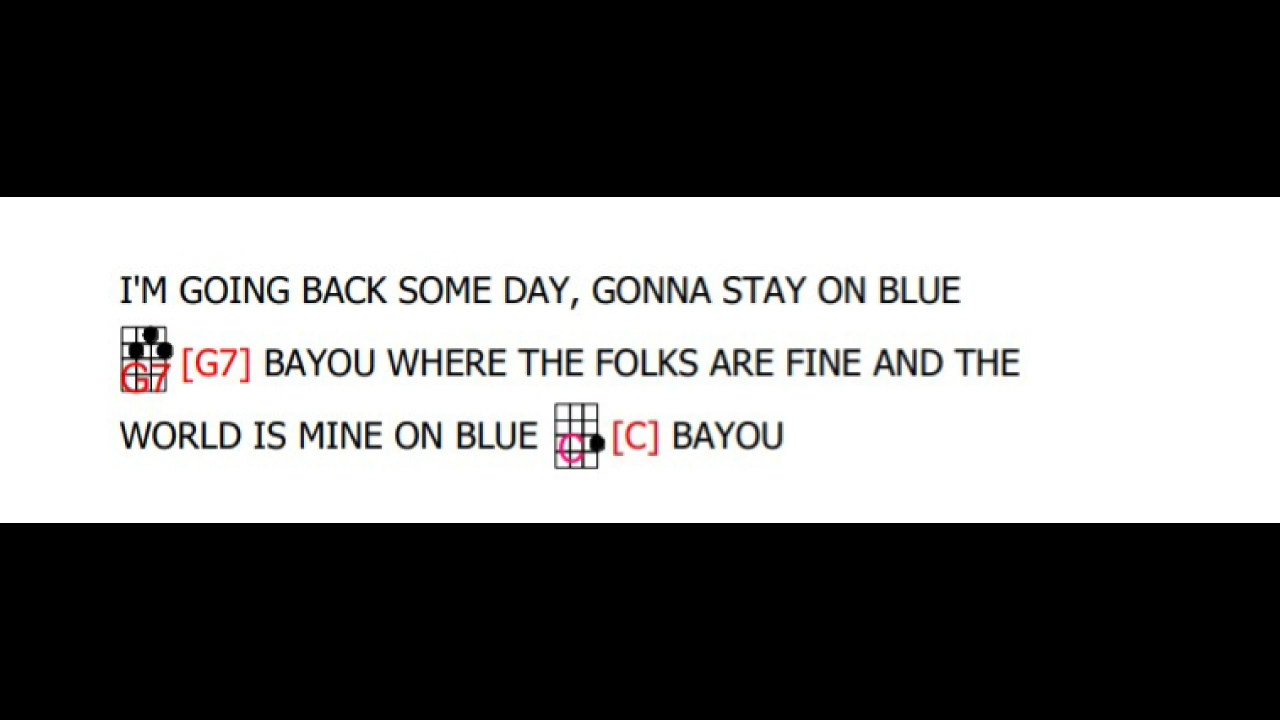 I'M GOING BACK SOME DAY, GONNA STAY ON BLUE
G7 [G7] BAYOU WHERE THE FOLKS ARE FINE AND THE
WORLD IS MINE ON BLUE C [C] BAYOU